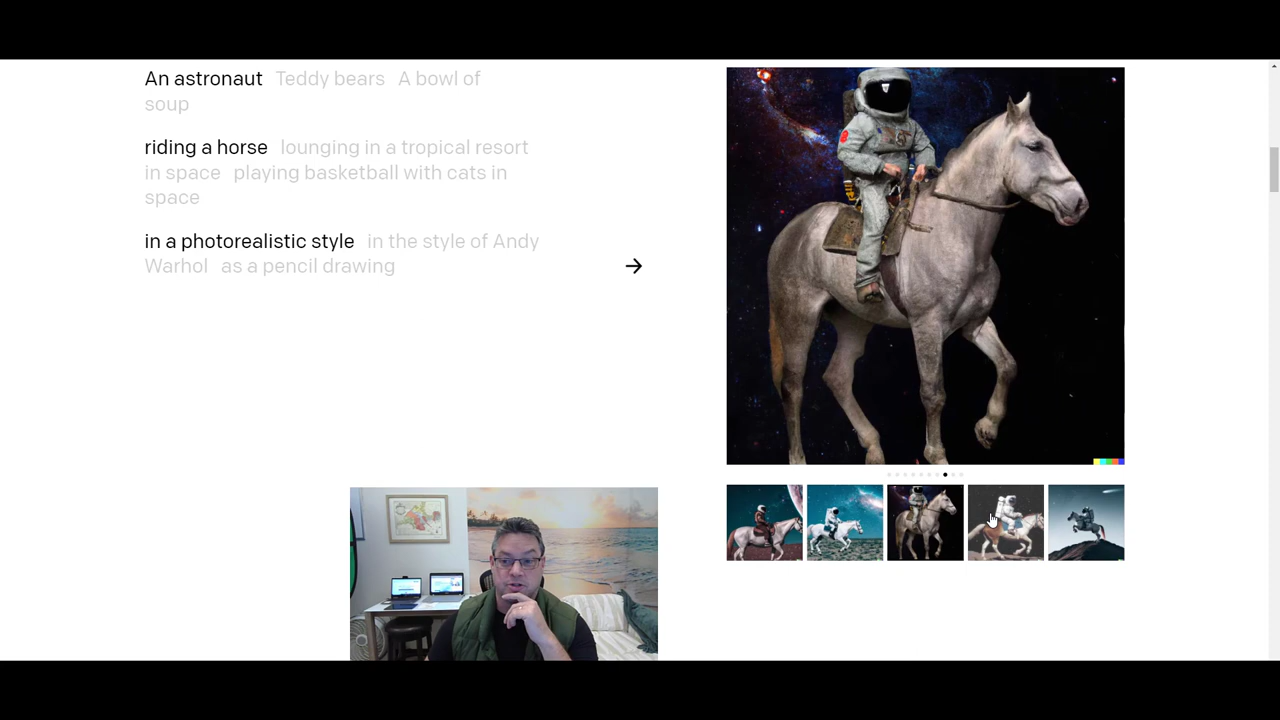 An astronaut Teddy bears A bowl of
soup
riding a horse lounging in a tropical resort
in space playing basketball with cats in
space
in a photorealistic style in the style of Andy
Warhol as a pencil drawing